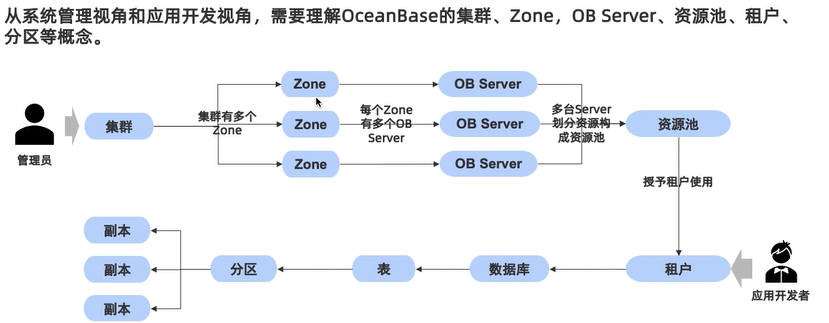 从系统管理视角和应用开发视角，需要理解OceanBase的集群、Zone，OB Server、资源池、租户、
分区等概念。
Zone
OB Server
集群有多个
Zone
每个Zone
有多个OB
Server
多台Server
划分资源构
成资源池
集群
Zone
OB Server
资源池
管理员
Zone
OB Server
授予租户使用
副本
副本
副本
分区
表
数据库
租户
应用开发者